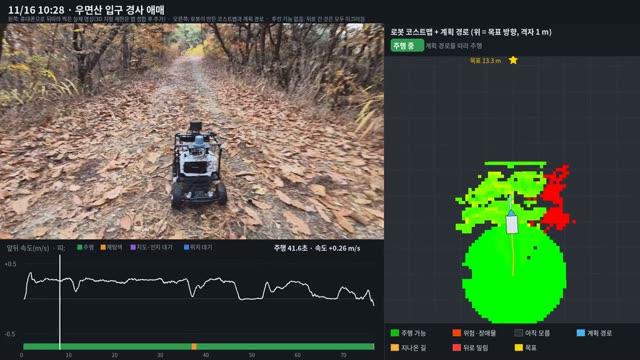 11/16 10:28 · 우면산 입구 경사 애매
로봇 코스트맵 + 계획 경로 (위 = 목표 방향, 격자 1 m)
주행 중 계획 경로를 따라 주행
목표 13.3 m
앞뒤 속도(m/s) · 띠: 주행 재탐색 지도·인지 대기 위치 대기
주행 41.6초 · 속도 +0.26 m/s
+0.5
0
-0.5
0 10 20 30 40 50 60 70
주행 가능 위험·장애물 아직 모름 계획 경로
지나온 길 뒤로 밀림 목표